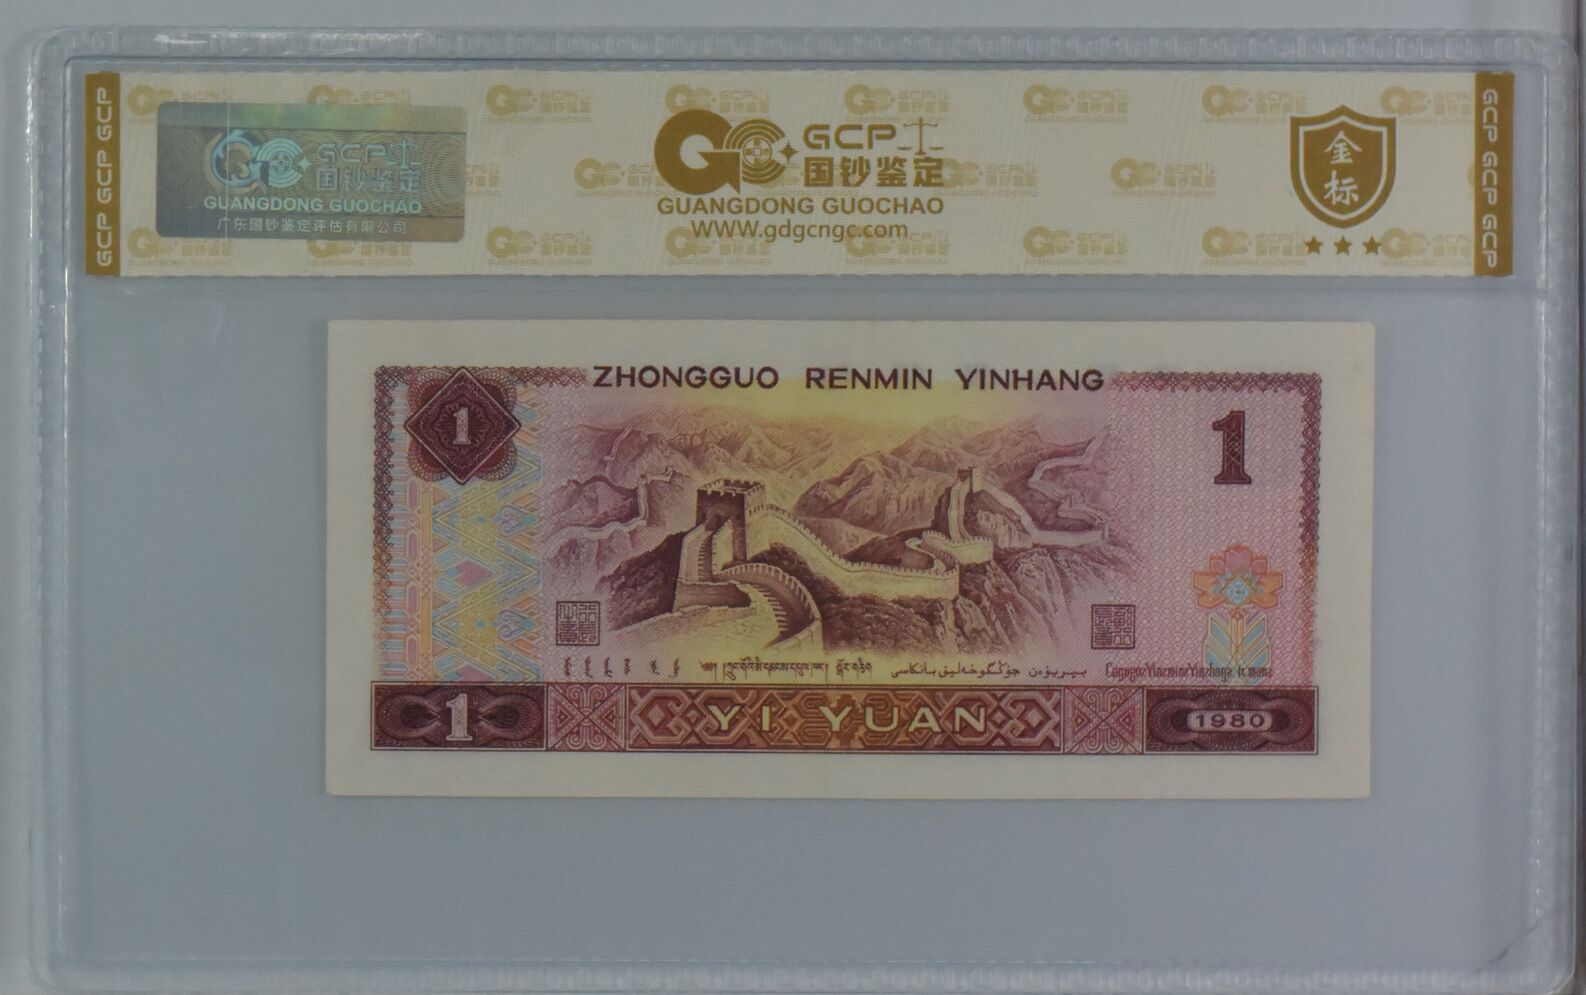 GCP GCP GCP
GCP
国钞鉴定
GUANGDONG GUOCHAO
广东国钞鉴定评估有限公司
GCP
国钞鉴定
GUANGDONG GUOCHAO
WWW.gdgcngc.com
金标
GCP GCP GCP
ZHONGGUO RENMIN YINHANG
1
1
1
YI YUAN
1980